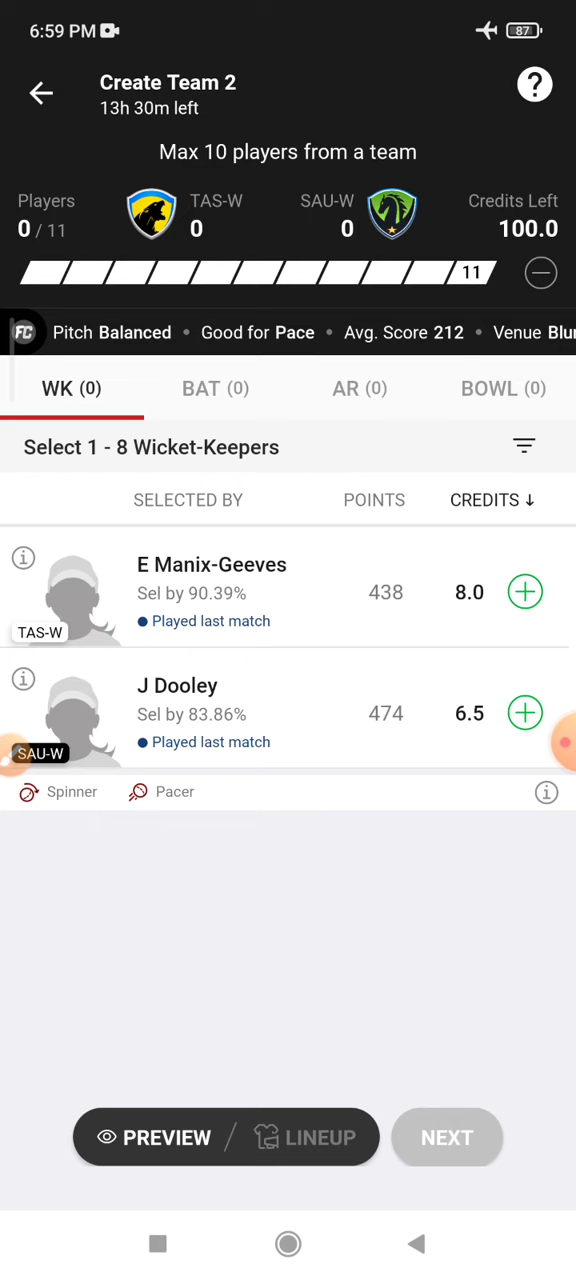 6:59 PM 87
Create Team 2
13h 30m left
?
Max 10 players from a team
Players TAS-W SAU-W Credits Left
0 / 11 0 0 100.0
11
FC Pitch Balanced • Good for Pace • Avg. Score 212 • Venue Blun
WK (0) BAT (0) AR (0) BOWL (0)
Select 1 - 8 Wicket-Keepers
SELECTED BY POINTS CREDITS ↓
E Manix-Geeves
Sel by 90.39% 438 8.0
Played last match
TAS-W
J Dooley
Sel by 83.86% 474 6.5
Played last match
SAU-W
Spinner Pacer
PREVIEW / LINEUP NEXT